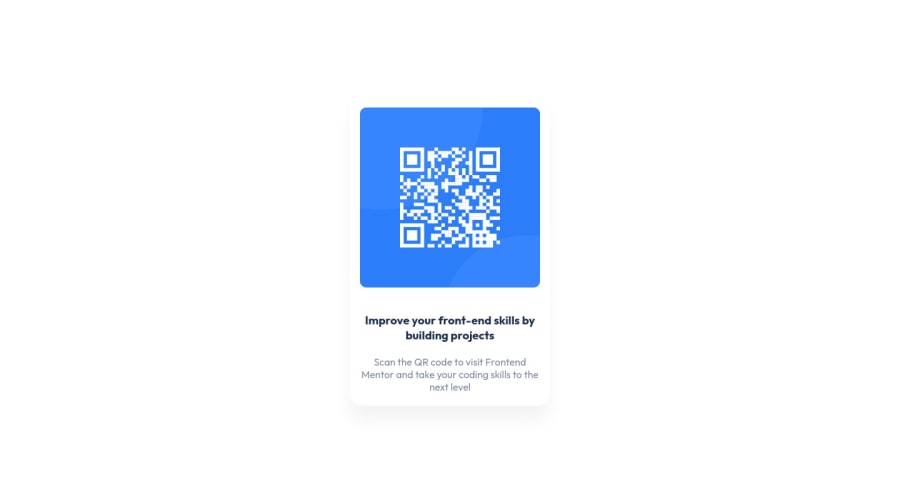 Improve your front-end skills by
building projects
Scan the QR code to visit Frontend
Mentor and take your coding skills to the
next level